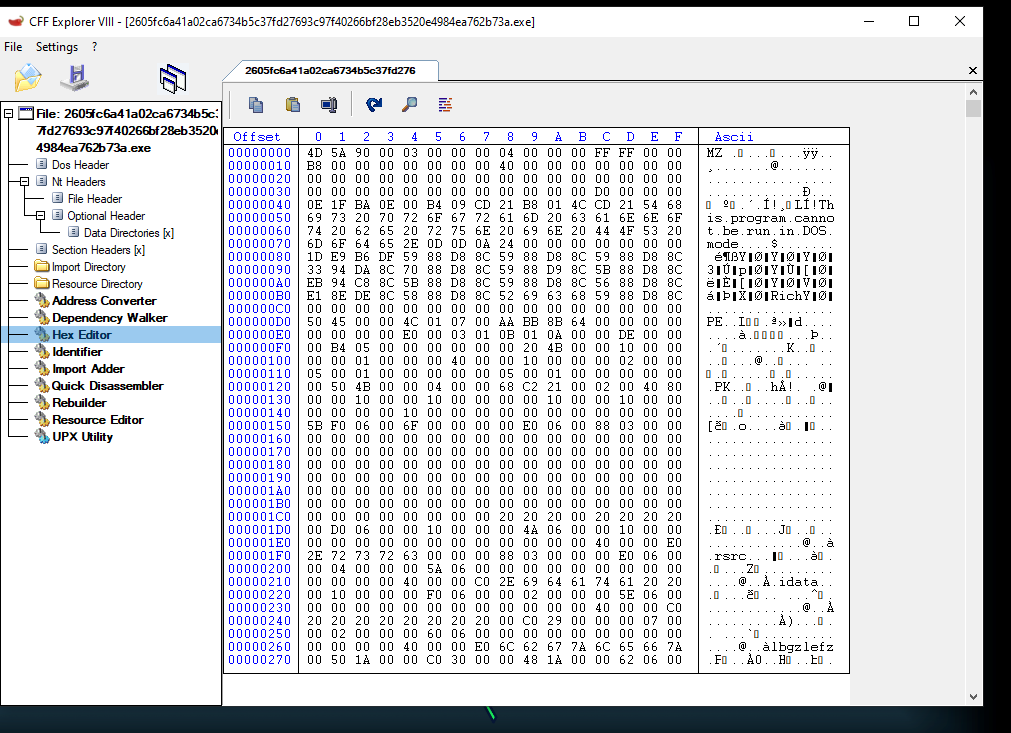 CFF Explorer VIII - [2605fc6a41a02ca6734b5c37fd27693c97f40266bf28eb3520e4984ea762b73a.exe]
File Settings ?
2605fc6a41a02ca6734b5c37fd276
File: 2605fc6a41a02ca6734b5c:
7fd27693c97f40266bf28eb3520
4984ea762b73a.exe
Dos Header
Nt Headers
File Header
Optional Header
Data Directories [x]
Section Headers [x]
Import Directory
Resource Directory
Address Converter
Dependency Walker
Hex Editor
Identifier
Import Adder
Quick Disassembler
Rebuilder
Resource Editor
UPX Utility
Offset 0 1 2 3 4 5 6 7 8 9 A B C D E F Ascii
00000000 4D 5A 90 00 03 00 00 00 04 00 00 00 FF FF 00 00
00000010 B8 00 00 00 00 00 00 00 40 00 00 00 00 00 00 00
00000020 00 00 00 00 00 00 00 00 00 00 00 00 00 00 00 00
00000030 00 00 00 00 00 00 00 00 00 00 00 00 D0 00 00 00
00000040 0E 1F BA 0E 00 B4 09 CD 21 B8 01 4C CD 21 54 68
00000050 69 73 20 70 72 6F 67 72 61 6D 20 63 61 6E 6E 6F is.program.canno
00000060 74 20 62 65 20 72 75 6E 20 69 6E 20 44 4F 53 20 t.be.run.in.DOS.
00000070 6D 6F 64 65 2E 0D 0D 0A 24 00 00 00 00 00 00 00 mode....$.......
00000080 1D E9 B6 DF 59 88 D8 8C 59 88 D8 8C 59 88 D8 8C
00000090 33 94 DA 8C 70 88 D8 8C 59 88 D9 8C 5B 88 D8 8C
000000A0 EB 94 C8 8C 5B 88 D8 8C 59 88 D8 8C 56 88 D8 8C
000000B0 E1 8E DE 8C 58 88 D8 8C 52 69 63 68 59 88 D8 8C
000000C0 00 00 00 00 00 00 00 00 00 00 00 00 00 00 00 00
000000D0 50 45 00 00 4C 01 07 00 AA BB 8B 64 00 00 00 00
000000E0 00 00 00 00 E0 00 03 01 0B 01 0A 00 00 DE 00 00
000000F0 00 B4 05 00 00 00 00 00 00 20 4B 00 00 10 00 00
00000100 00 00 01 00 00 00 40 00 00 10 00 00 00 02 00 00
00000110 05 00 01 00 00 00 00 00 05 00 01 00 00 00 00 00
00000120 00 50 4B 00 00 04 00 00 68 C2 21 00 02 00 40 80
00000130 00 00 10 00 00 10 00 00 00 00 10 00 00 10 00 00
00000140 00 00 00 00 10 00 00 00 00 00 00 00 00 00 00 00
00000150 5B F0 06 00 6F 00 00 00 00 E0 06 00 88 03 00 00
00000160 00 00 00 00 00 00 00 00 00 00 00 00 00 00 00 00
00000170 00 00 00 00 00 00 00 00 00 00 00 00 00 00 00 00
00000180 00 00 00 00 00 00 00 00 00 00 00 00 00 00 00 00
00000190 00 00 00 00 00 00 00 00 00 00 00 00 00 00 00 00
000001A0 00 00 00 00 00 00 00 00 00 00 00 00 00 00 00 00
000001B0 00 00 00 00 00 00 00 00 00 00 00 00 00 00 00 00
000001C0 00 00 00 00 00 00 00 00 20 20 20 00 20 20 20 20
000001D0 00 D0 06 00 00 10 00 00 00 4A 06 00 00 10 00 00
000001E0 00 00 00 00 00 00 00 00 00 00 00 00 40 00 00 E0
000001F0 2E 72 73 72 63 00 00 00 88 03 00 00 00 E0 06 00
00000200 00 04 00 00 00 5A 06 00 00 00 00 00 00 00 00 00
00000210 00 00 00 00 40 00 00 C0 2E 69 64 61 74 61 20 20
00000220 00 10 00 00 00 F0 06 00 00 02 00 00 00 5E 06 00
00000230 00 00 00 00 00 00 00 00 00 00 00 00 40 00 00 C0
00000240 20 20 20 20 20 20 20 20 00 C0 29 00 00 00 07 00
00000250 00 02 00 00 00 60 06 00 00 00 00 00 00 00 00 00
00000260 00 00 00 00 40 00 00 E0 6C 62 67 7A 6C 65 66 7A
00000270 00 50 1A 00 00 C0 30 00 00 48 1A 00 00 62 06 00